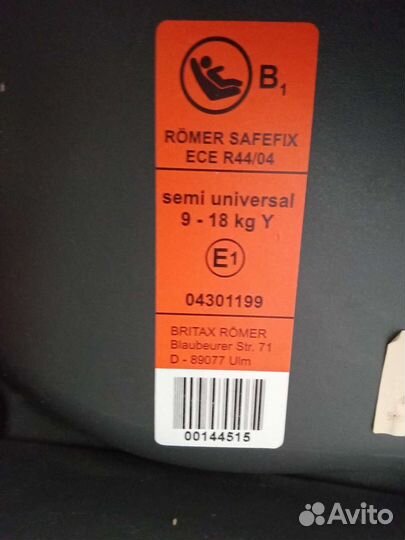 B1
RÖMER SAFEFIX
ECE R44/04
semi universal
9 - 18 kg Y
E1
04301199
BRITAX RÖMER
Blaubeurer Str. 71
D - 89077 Ulm
00144515
Avito